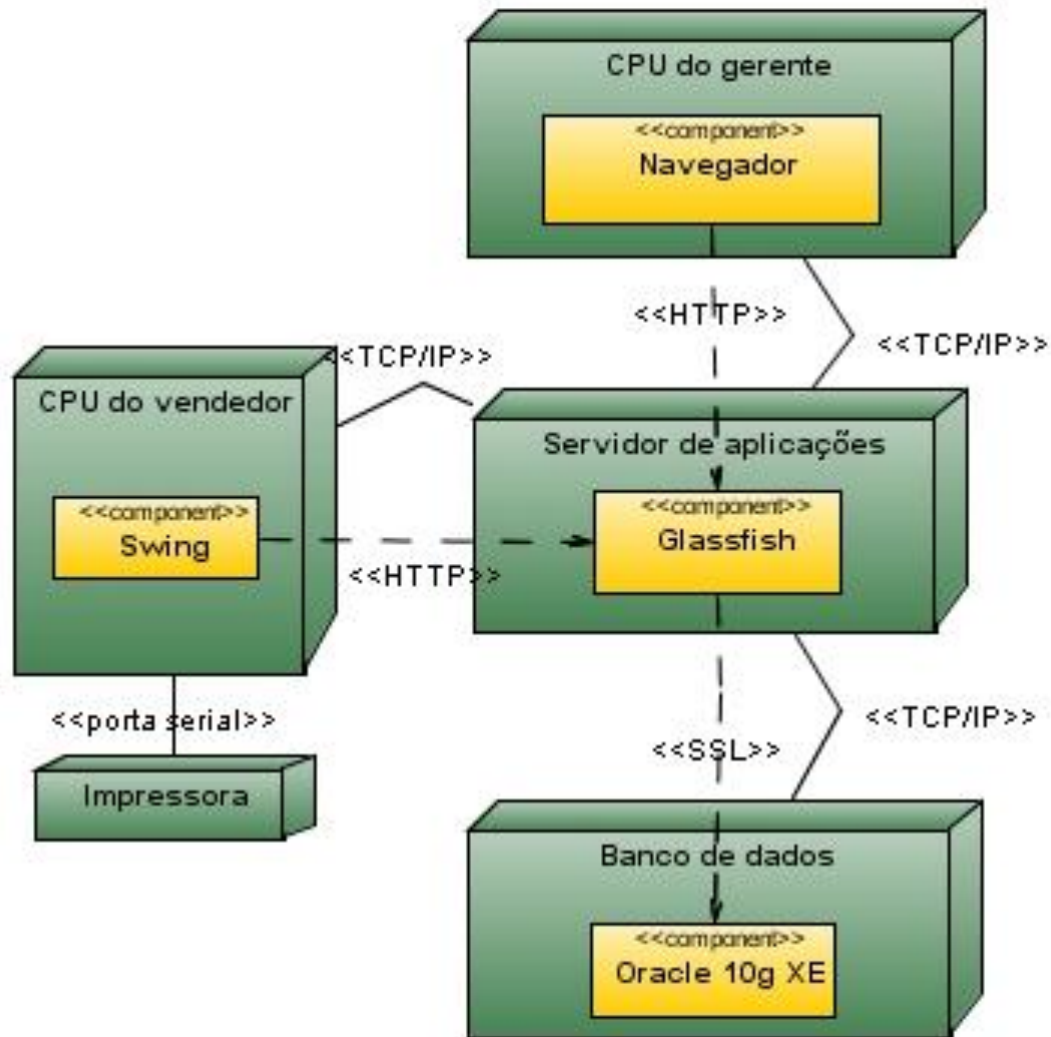 CPU do gerente
<<component>>
Navegador
<<HTTP>>
<<TCP/IP>>
<<TCP/IP>>
CPU do vendedor
<<component>>
Swing
<<HTTP>>
Servidor de aplicações
<<component>>
Glassfish
<<porta serial>>
Impressora
<<SSL>>
<<TCP/IP>>
Banco de dados
<<component>>
Oracle 10g XE